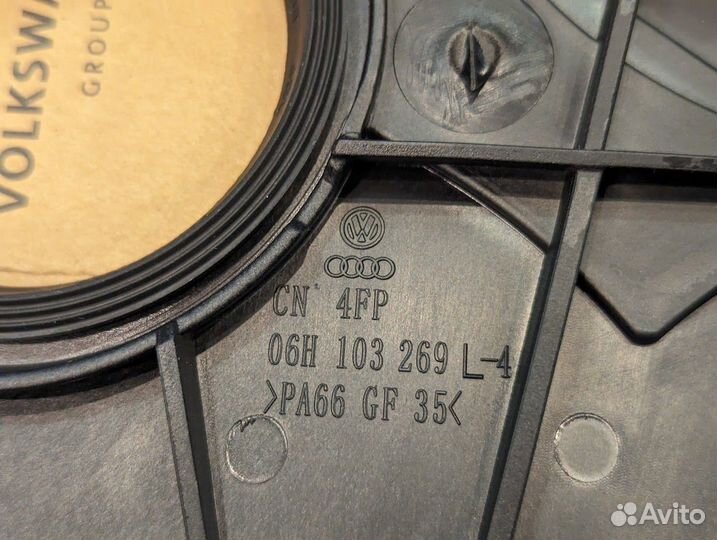 VOLKSWA
GROUP
CN 4FP
06H 103 269 L-4
>PA66 GF 35<
Avito